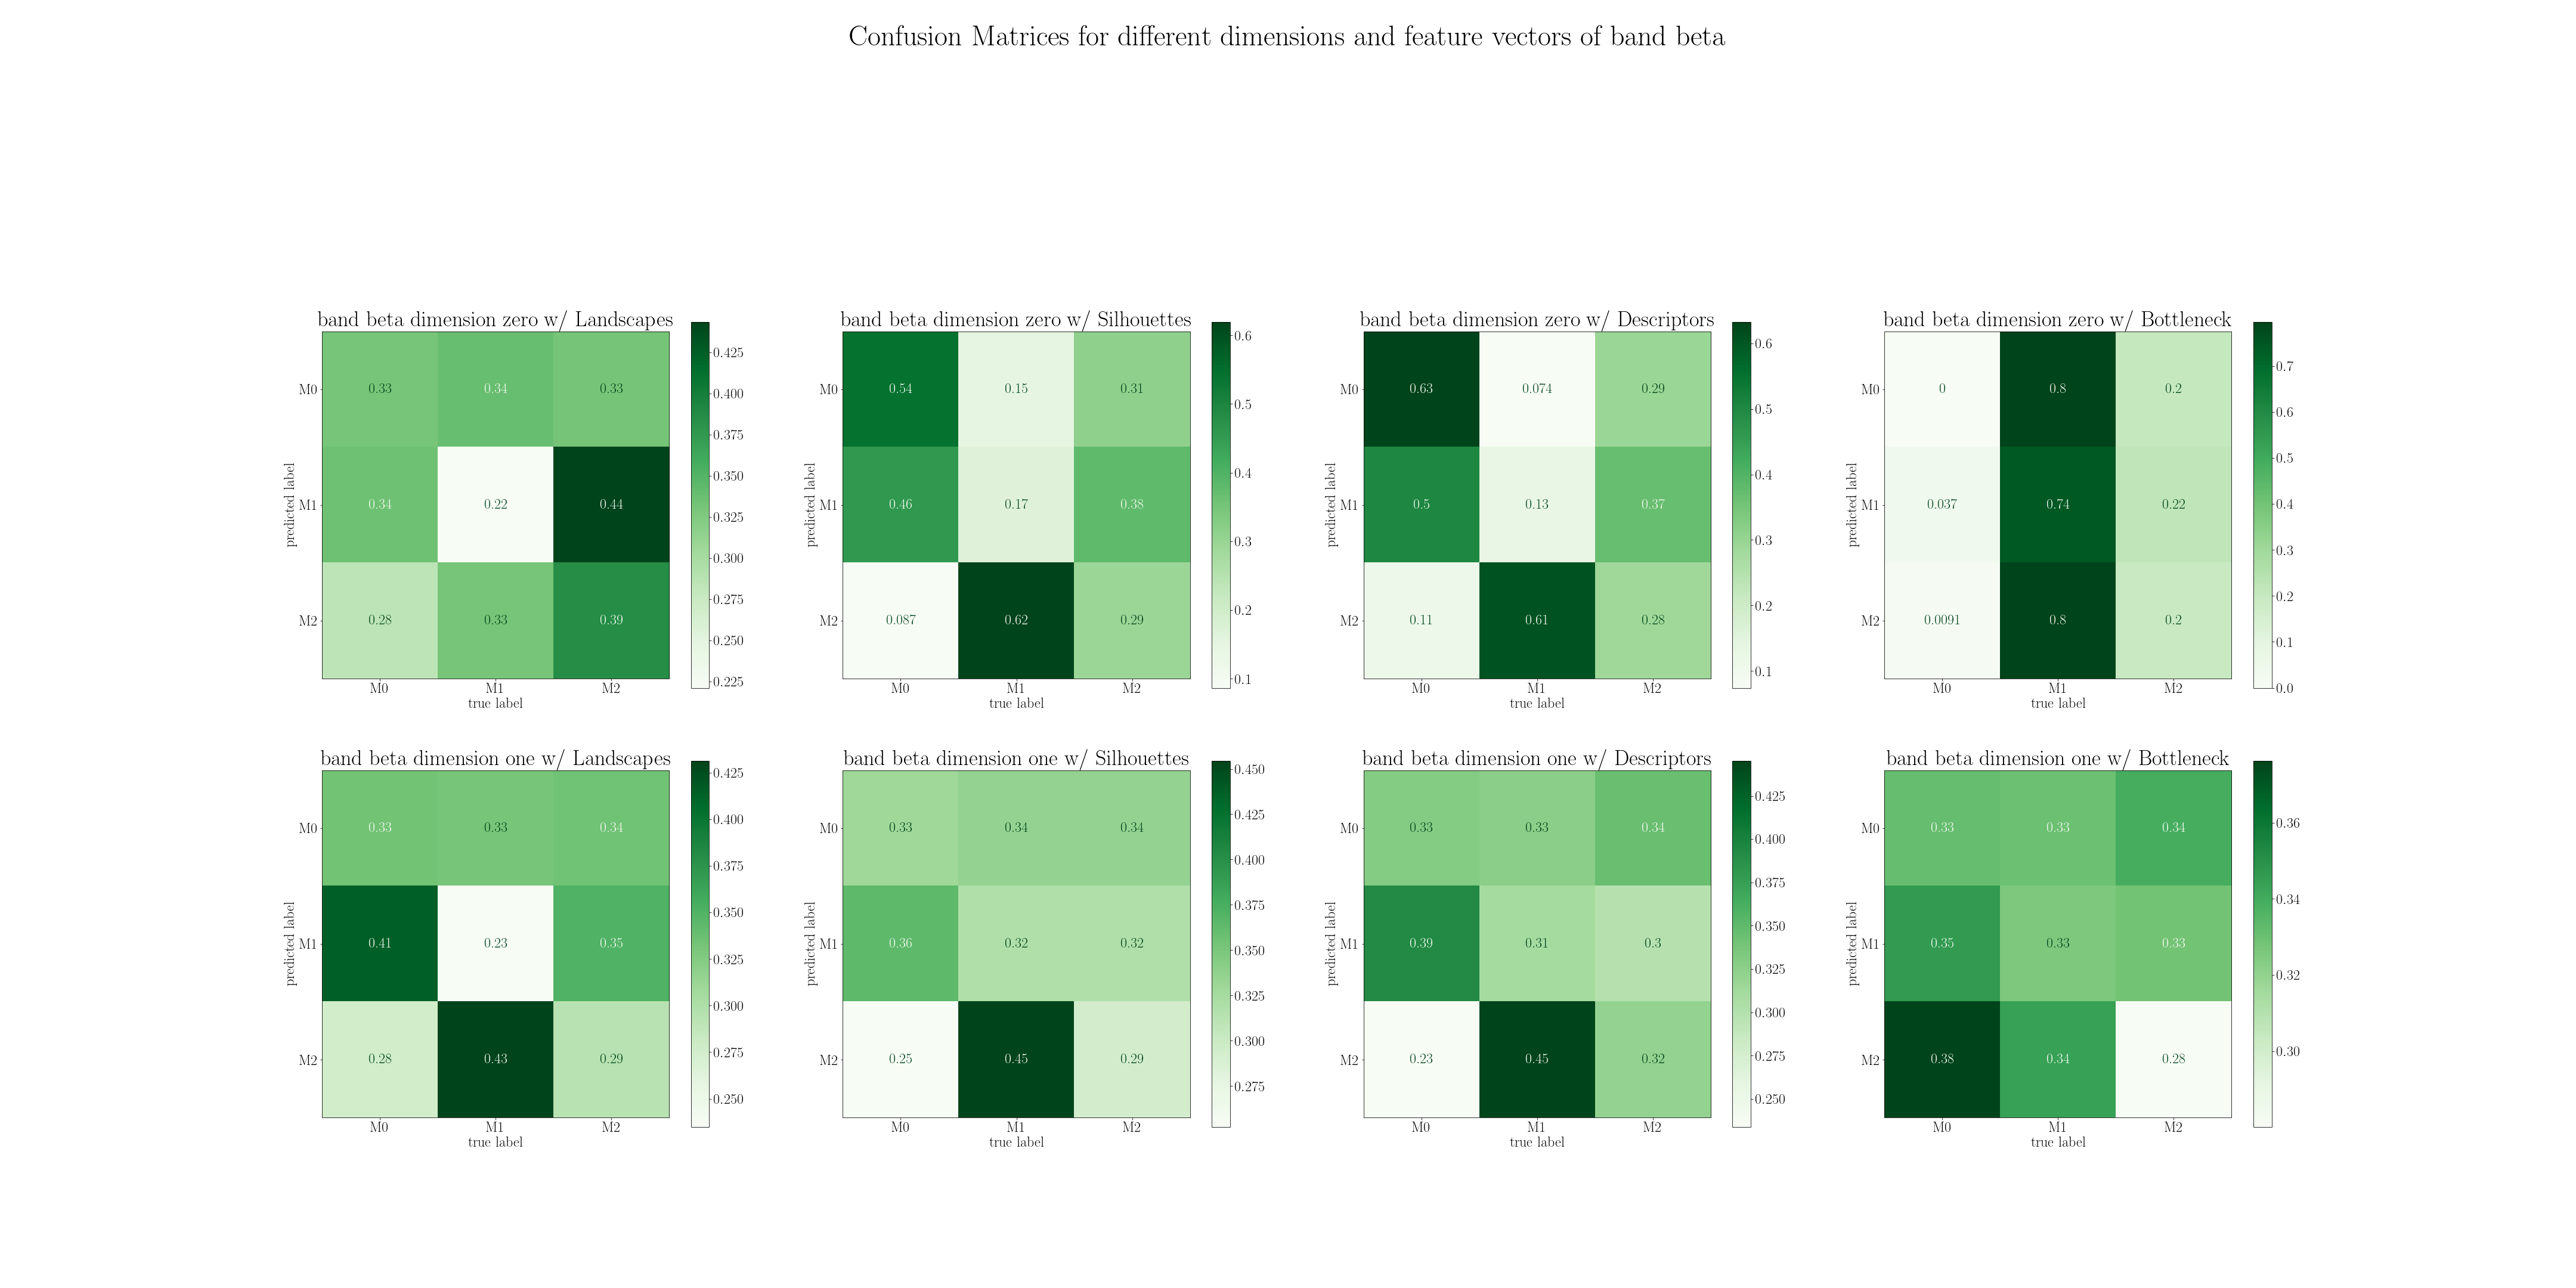 Confusion Matrices for different dimensions and feature vectors of band beta
band beta dimension zero w/ Landscapes
predicted label
M0 0.33 0.34 0.33
M1 0.34 0.22 0.44
M2 0.28 0.33 0.39
M0 M1 M2
true label
0.425
0.400
0.375
0.350
0.325
0.300
0.275
0.250
0.225
band beta dimension zero w/ Silhouettes
predicted label
M0 0.54 0.15 0.31
M1 0.46 0.17 0.38
M2 0.087 0.62 0.29
M0 M1 M2
true label
0.6
0.5
0.4
0.3
0.2
0.1
band beta dimension zero w/ Descriptors
predicted label
M0 0.63 0.074 0.29
M1 0.5 0.13 0.37
M2 0.11 0.61 0.28
M0 M1 M2
true label
0.6
0.5
0.4
0.3
0.2
0.1
band beta dimension zero w/ Bottleneck
predicted label
M0 0 0.8 0.2
M1 0.037 0.74 0.22
M2 0.0091 0.8 0.2
M0 M1 M2
true label
0.7
0.6
0.5
0.4
0.3
0.2
0.1
0.0
band beta dimension one w/ Landscapes
predicted label
M0 0.33 0.33 0.34
M1 0.41 0.23 0.35
M2 0.28 0.43 0.29
M0 M1 M2
true label
0.425
0.400
0.375
0.350
0.325
0.300
0.275
0.250
band beta dimension one w/ Silhouettes
predicted label
M0 0.33 0.34 0.34
M1 0.36 0.32 0.32
M2 0.25 0.45 0.29
M0 M1 M2
true label
0.450
0.425
0.400
0.375
0.350
0.325
0.300
0.275
band beta dimension one w/ Descriptors
predicted label
M0 0.33 0.33 0.34
M1 0.39 0.31 0.3
M2 0.23 0.45 0.32
M0 M1 M2
true label
0.425
0.400
0.375
0.350
0.325
0.300
0.275
0.250
band beta dimension one w/ Bottleneck
predicted label
M0 0.33 0.33 0.34
M1 0.35 0.33 0.33
M2 0.38 0.34 0.28
M0 M1 M2
true label
0.36
0.34
0.32
0.30